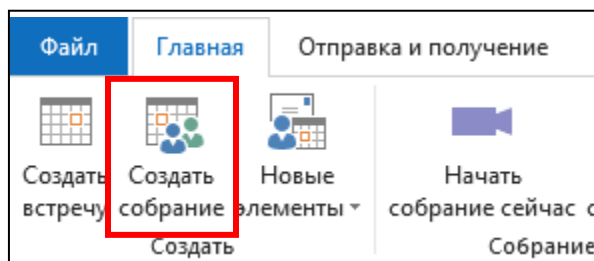 Файл Главная Отправка и получение
Создать встречу
Создать собрание
Новые элементы
Начать собрание сейчас
Создать Собрание